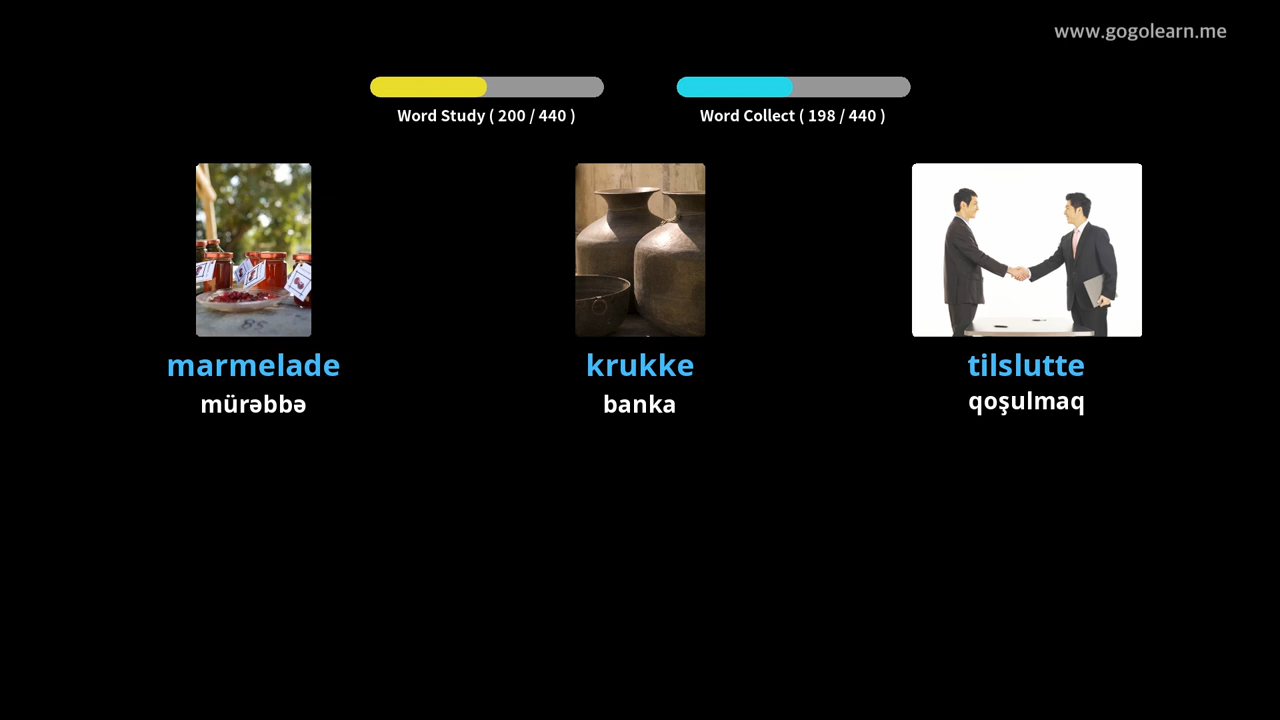 www.gogolearn.me
Word Study ( 200 / 440 )
Word Collect ( 198 / 440 )
marmelade
mürəbbə
krukke
banka
tilslutte
qoşulmaq